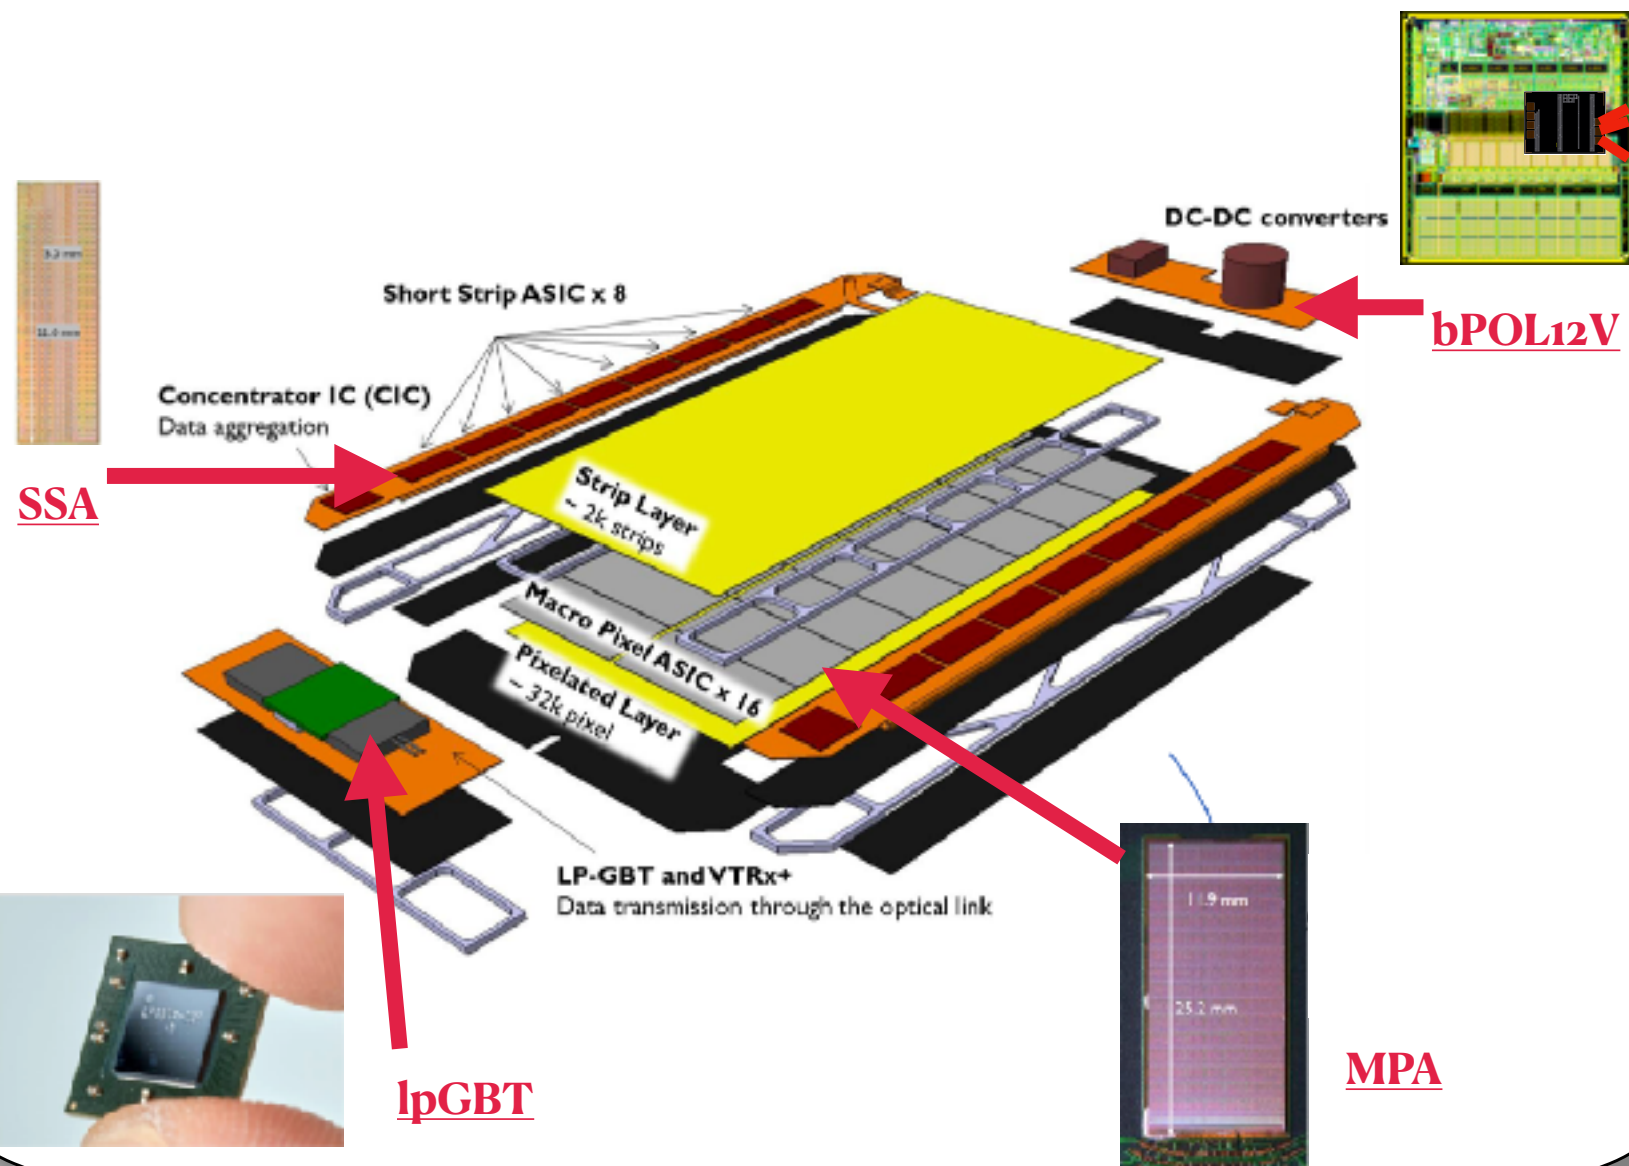 DC-DC converters
bPOL12V
Short Strip ASIC x 8
Concentrator IC (CIC)
Data aggregation
SSA
Strip Layer
~ 2k strips
Macro Pixel ASIC x 16
Pixelated Layer
~ 32k pixel
LP-GBT and VTRx+
Data transmission through the optical link
11.9 mm
25.2 mm
MPA
lpGBT